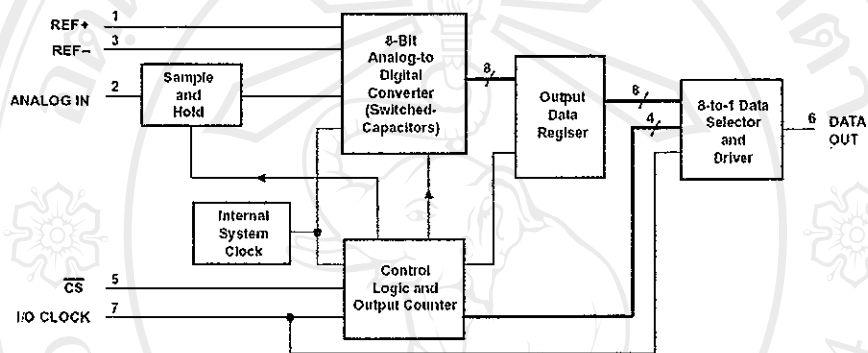 REF+
1
REF–
3
ANALOG IN
2
Sample
and
Hold
8-Bit
Analog-to
Digital
Converter
(Switched-
Capacitors)
8
Output
Data
Regiser
8
4
8-to-1 Data
Selector
and
Driver
6
DATA
OUT
Internal
System
Clock
Control
Logic and
Output Counter
CS
5
I/O CLOCK
7